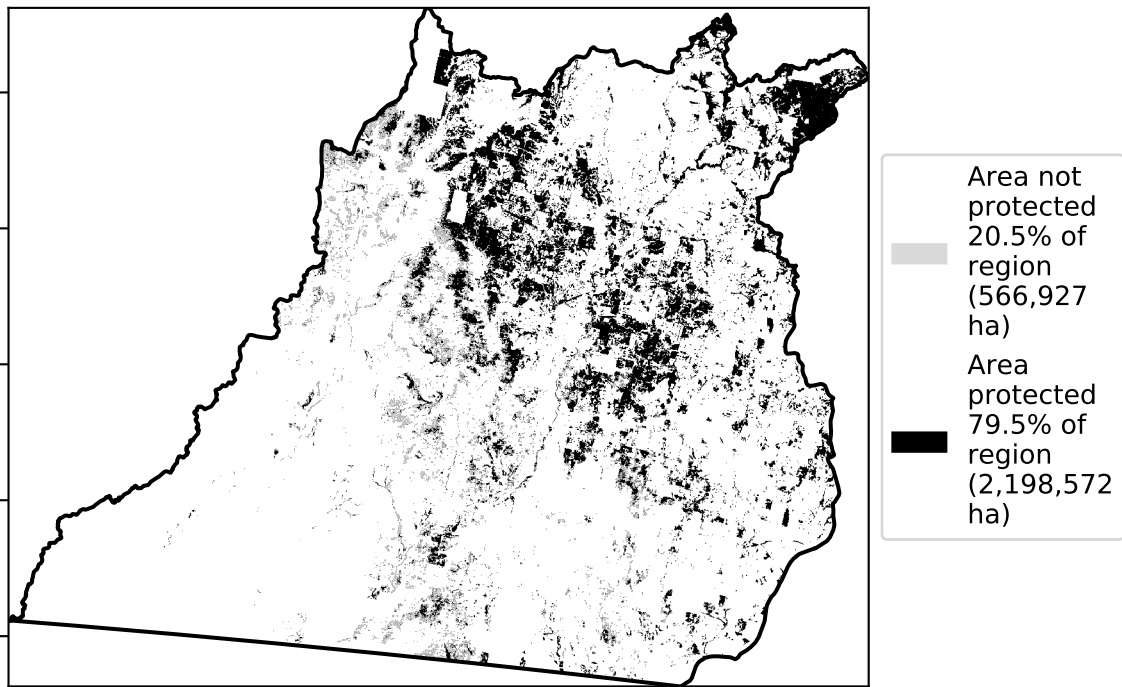 Area not
protected
20.5% of
region
(566,927
ha)
Area
protected
79.5% of
region
(2,198,572
ha)